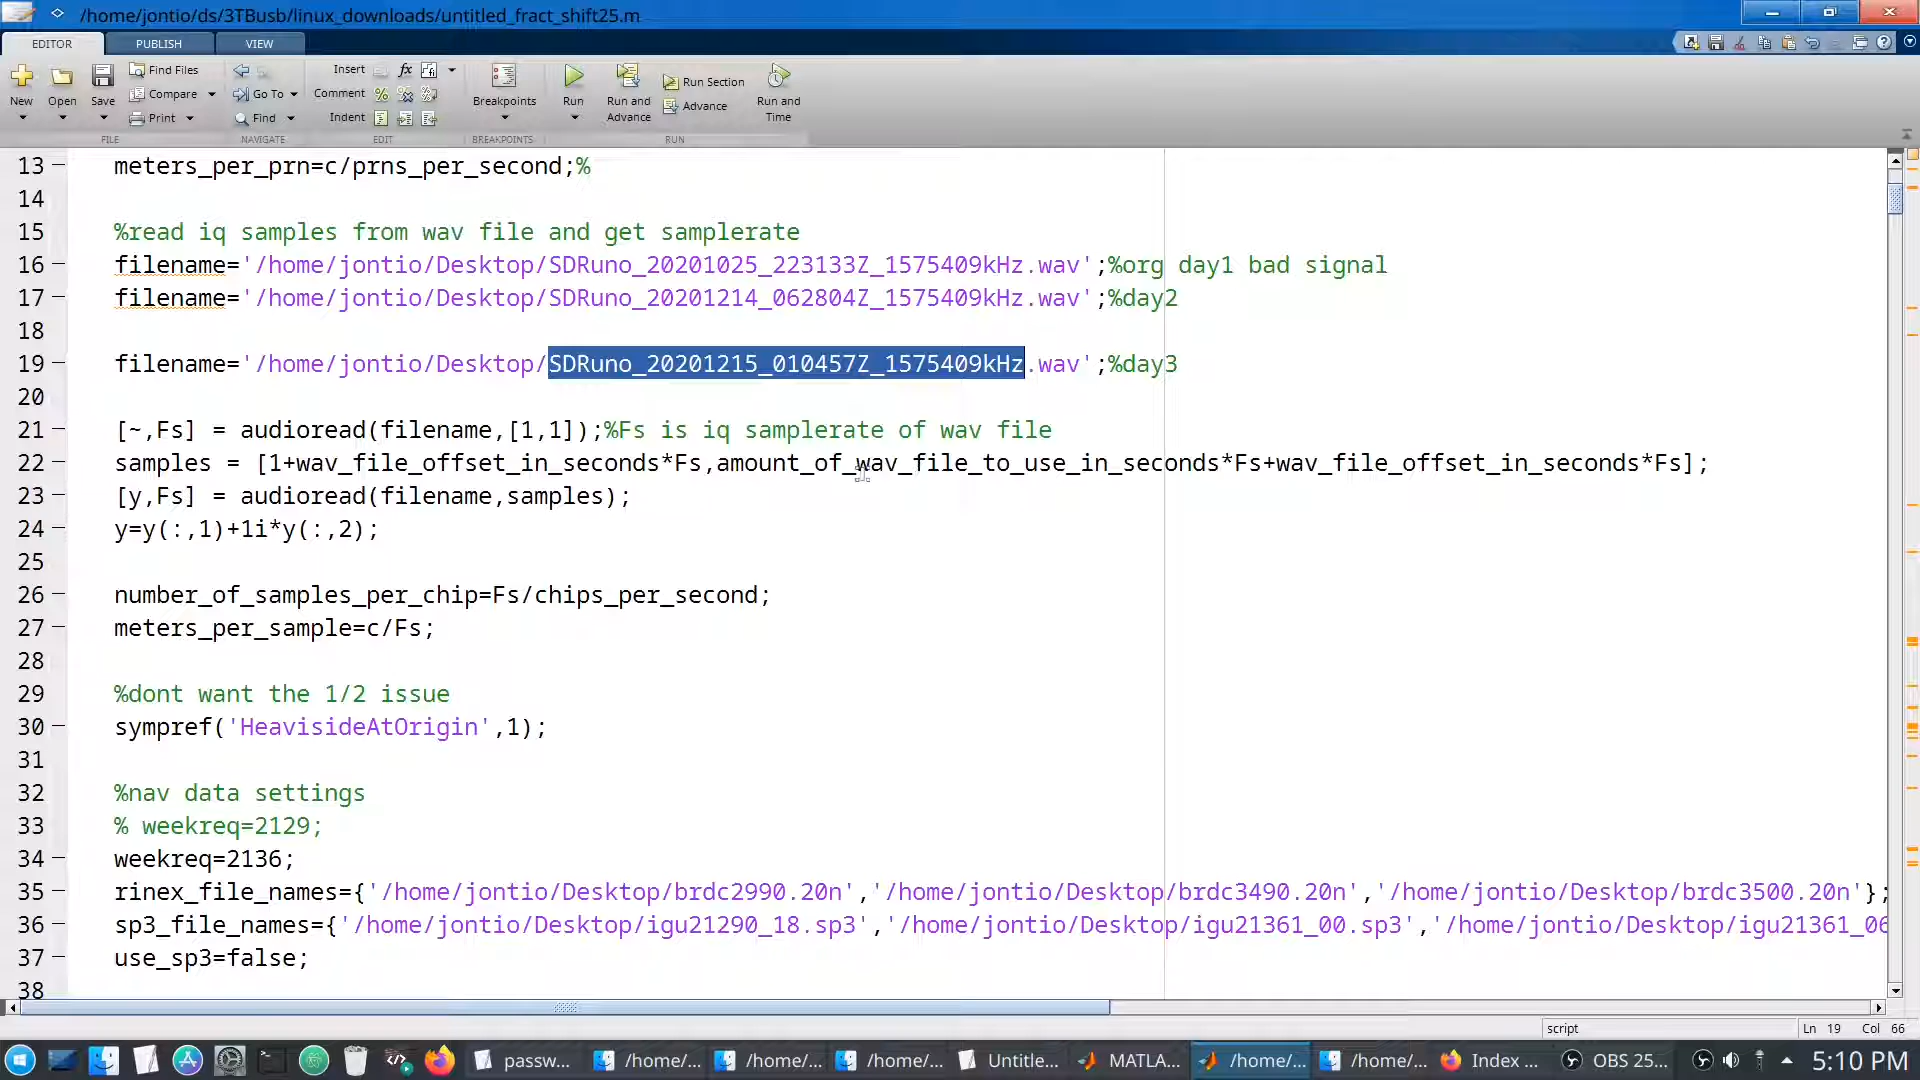 /home/jontio/ds/3TBusb/linux_downloads/untitled_fract_shift25.m
EDITOR PUBLISH VIEW
New Open Save Find Files Compare Print
FILE
Go To Find
NAVIGATE
Insert fx
Comment
Indent
EDIT
Breakpoints
BREAKPOINTS
Run Run and Advance Run Section Advance Run and Time
RUN
13 meters_per_prn=c/prns_per_second;%
14
15 %read iq samples from wav file and get samplerate
16 filename='/home/jontio/Desktop/SDRuno_20201025_223133Z_1575409kHz.wav';%org day1 bad signal
17 filename='/home/jontio/Desktop/SDRuno_20201214_062804Z_1575409kHz.wav';%day2
18
19 filename='/home/jontio/Desktop/SDRuno_20201215_010457Z_1575409kHz.wav';%day3
20
21 [~,Fs] = audioread(filename,[1,1]);%Fs is iq samplerate of wav file
22 samples = [1+wav_file_offset_in_seconds*Fs,amount_of_wav_file_to_use_in_seconds*Fs+wav_file_offset_in_seconds*Fs];
23 [y,Fs] = audioread(filename,samples);
24 y=y(:,1)+1i*y(:,2);
25
26 number_of_samples_per_chip=Fs/chips_per_second;
27 meters_per_sample=c/Fs;
28
29 %dont want the 1/2 issue
30 sympref('HeavisideAtOrigin',1);
31
32 %nav data settings
33 % weekreq=2129;
34 weekreq=2136;
35 rinex_file_names={'/home/jontio/Desktop/brdc2990.20n','/home/jontio/Desktop/brdc3490.20n','/home/jontio/Desktop/brdc3500.20n'};
36 sp3_file_names={'/home/jontio/Desktop/igu21290_18.sp3','/home/jontio/Desktop/igu21361_00.sp3','/home/jontio/Desktop/igu21361_06
37 use_sp3=false;
38
script Ln 19 Col 66
passw... /home/... /home/... /home/... Untitle... MATLA... /home/... /home/... Index ... OBS 25... 5:10 PM